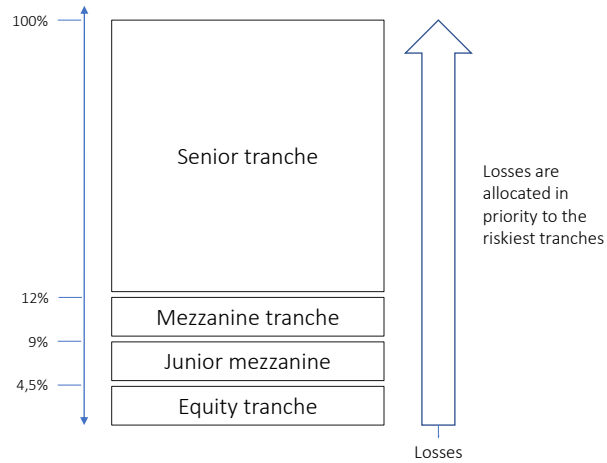 100%
Senior tranche
Losses are
allocated in
priority to the
riskiest tranches
12%
Mezzanine tranche
9%
Junior mezzanine
4,5%
Equity tranche
Losses